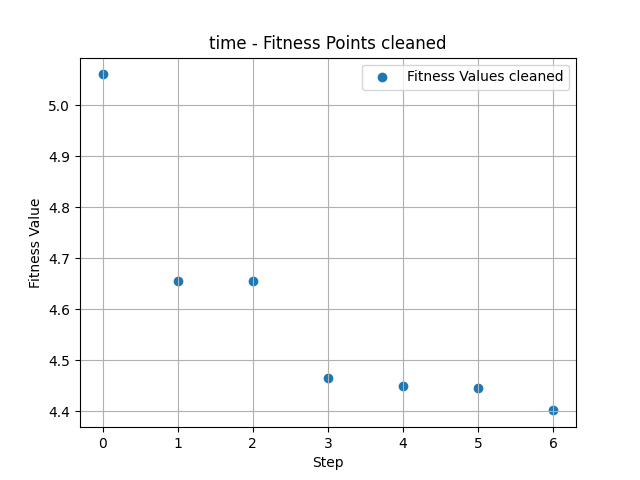 time - Fitness Points cleaned
Fitness Values cleaned
Fitness Value
5.0
4.9
4.8
4.7
4.6
4.5
4.4
0 1 2 3 4 5 6
Step